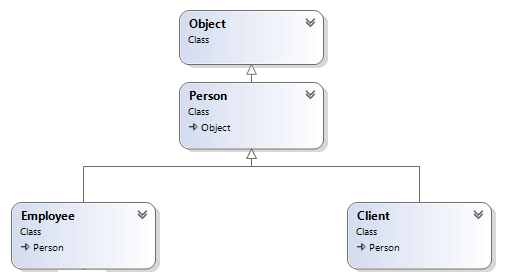 Object
Class
Person
Class
Object
Employee
Class
Person
Client
Class
Person